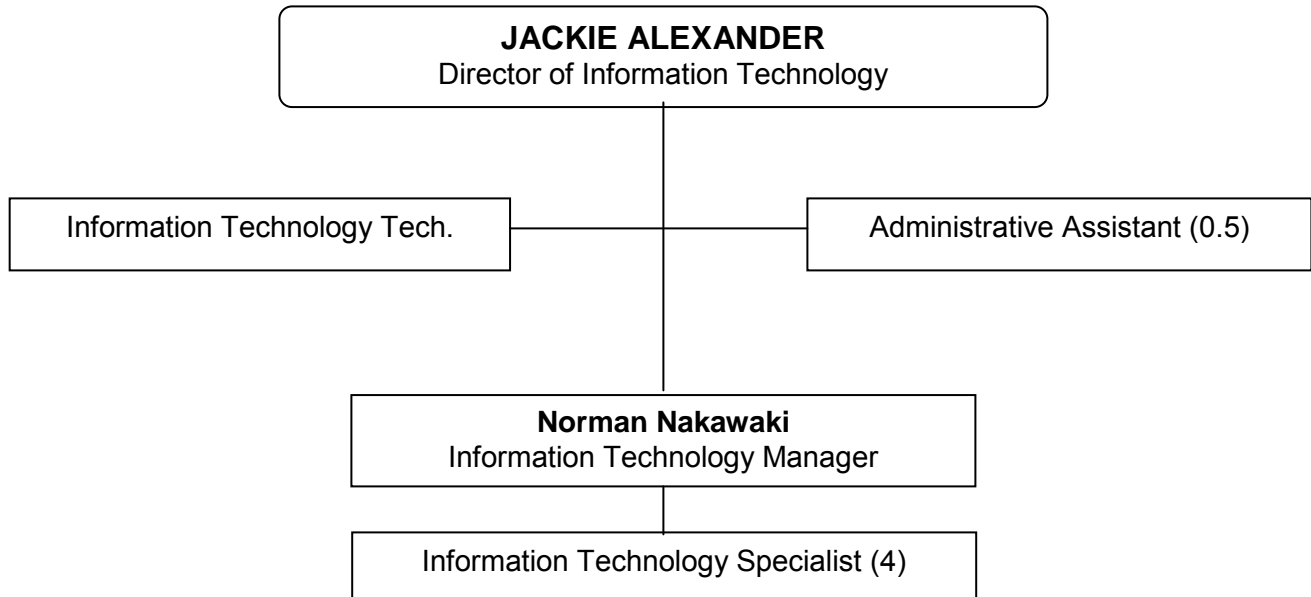 JACKIE ALEXANDER
Director of Information Technology
Information Technology Tech.
Administrative Assistant (0.5)
Norman Nakawaki
Information Technology Manager
Information Technology Specialist (4)